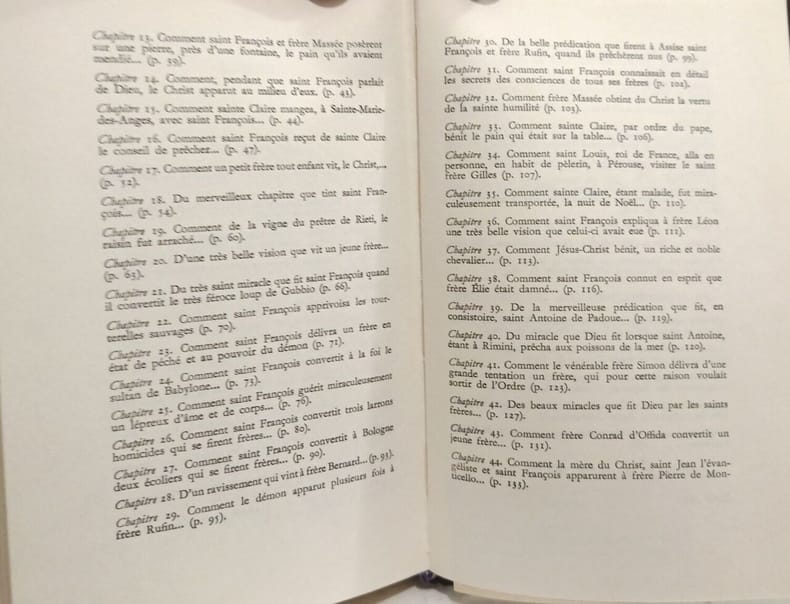 Chapitre 13. Comment saint François et frère Massée posèrent
sur une pierre, près d'une fontaine, le pain qu'ils avaient
mendié... (p. 39).
Chapitre 14. Comment, pendant que saint François parlait
de Dieu, le Christ apparut au milieu d'eux. (p. 43).
Chapitre 15. Comment sainte Claire mangea, à Sainte-Marie-
des-Anges, avec saint François... (p. 44).
Chapitre 16. Comment saint François reçut de sainte Claire
le conseil de prêcher... (p. 47).
Chapitre 17. Comment un petit frère tout enfant vit, le Christ,...
(p. 52).
Chapitre 18. Du merveilleux chapitre que tint saint Fran-
çois... (p. 54).
Chapitre 19. Comment de la vigne du prêtre de Rieti, le
raisin fut arraché... (p. 60).
Chapitre 20. D'une très belle vision que vit un jeune frère...
(p. 63).
Chapitre 21. Du très saint miracle que fit saint François quand
il convertit le très féroce loup de Gubbio (p. 66).
Chapitre 22. Comment saint François apprivoisa les tour-
terelles sauvages (p. 70).
Chapitre 23. Comment saint François délivra un frère en
état de péché et au pouvoir du démon (p. 71).
Chapitre 24. Comment saint François convertit à la foi le
sultan de Babylone... (p. 73).
Chapitre 25. Comment saint François guérit miraculeusement
un lépreux d'âme et de corps... (p. 76).
Chapitre 26. Comment saint François convertit trois larrons
homicides qui se firent frères... (p. 80).
Chapitre 27. Comment saint François convertit à Bologne
deux écoliers qui se firent frères... (p. 90).
Chapitre 28. D'un ravissement qui vint à frère Bernard... (p. 93).
Chapitre 29. Comment le démon apparut plusieurs fois à
frère Rufin... (p. 95).
Chapitre 30. De la belle prédication que firent à Assise saint
François et frère Rufin, quand ils prêchèrent nus (p. 99).
Chapitre 31. Comment saint François connaissait en détail
les secrets des consciences de tous ses frères (p. 102).
Chapitre 32. Comment frère Massée obtint du Christ la vertu
de la sainte humilité (p. 103).
Chapitre 33. Comment sainte Claire, par ordre du pape,
bénit le pain qui était sur la table... (p. 106).
Chapitre 34. Comment saint Louis, roi de France, alla en
personne, en habit de pèlerin, à Pérouse, visiter le saint
frère Gilles (p. 107).
Chapitre 35. Comment sainte Claire, étant malade, fut mira-
culeusement transportée, la nuit de Noël... (p. 110).
Chapitre 36. Comment saint François expliqua à frère Léon
une très belle vision que celui-ci avait eue (p. 111).
Chapitre 37. Comment Jésus-Christ bénit, un riche et noble
chevalier... (p. 113).
Chapitre 38. Comment saint François connut en esprit que
frère Élie était damné... (p. 116).
Chapitre 39. De la merveilleuse prédication que fit, en
consistoire, saint Antoine de Padoue... (p. 119).
Chapitre 40. Du miracle que Dieu fit lorsque saint Antoine,
étant à Rimini, prêcha aux poissons de la mer (p. 120).
Chapitre 41. Comment le vénérable frère Simon délivra d'une
grande tentation un frère, qui pour cette raison voulait
sortir de l'Ordre (p. 123).
Chapitre 42. Des beaux miracles que fit Dieu par les saints
frères... (p. 127).
Chapitre 43. Comment frère Conrad d'Offida convertit un
jeune frère... (p. 131).
Chapitre 44. Comment la mère du Christ, saint Jean l'évan-
géliste et saint François apparurent à frère Pierre de Mon-
ticello... (p. 133).